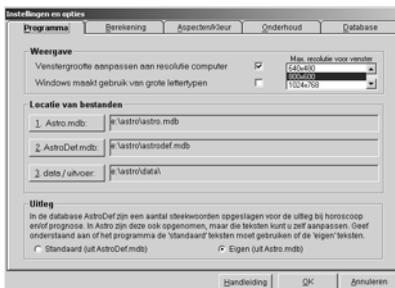 Instellingen en opties
Programma
Berekening
Aspecten/kleur
Onderhoud
Database
Weergave
Venstergrootte aanpassen aan resolutie computer
Max. resolutie voor venster
640x480
800x600
1024x768
Windows maakt gebruik van grote lettertypen
Locatie van bestanden
1. Astro.mdb:
e:\astro\astro.mdb
2. AstroDef.mdb:
e:\astro\astrodef.mdb
3. data / uitvoer:
e:\astro\data\
Uitleg
In de database AstroDef zijn een aantal steekwoorden opgeslagen voor de uitleg bij horoscoop
en/of prognose. In Astro zijn deze ook opgenomen, maar die teksten kunt u zelf aanpassen. Geef
onderstaand aan of het programma de 'standaard' teksten moet gebruiken of de 'eigen' teksten.
Standaard (uit AstroDef.mdb)
Eigen (uit Astro.mdb)
Handleiding
OK
Annuleren